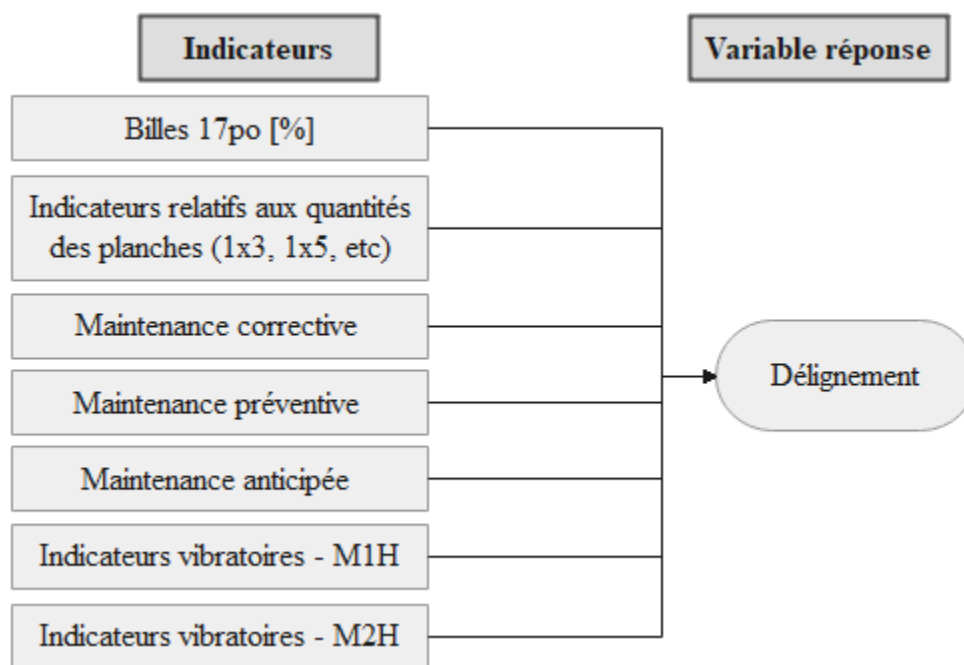 Indicateurs
Variable réponse
Billes 17po [%]
Indicateurs relatifs aux quantités
des planches (1x3, 1x5, etc)
Maintenance corrective
Maintenance préventive
Maintenance anticipée
Indicateurs vibratoires - M1H
Indicateurs vibratoires - M2H
Délignement